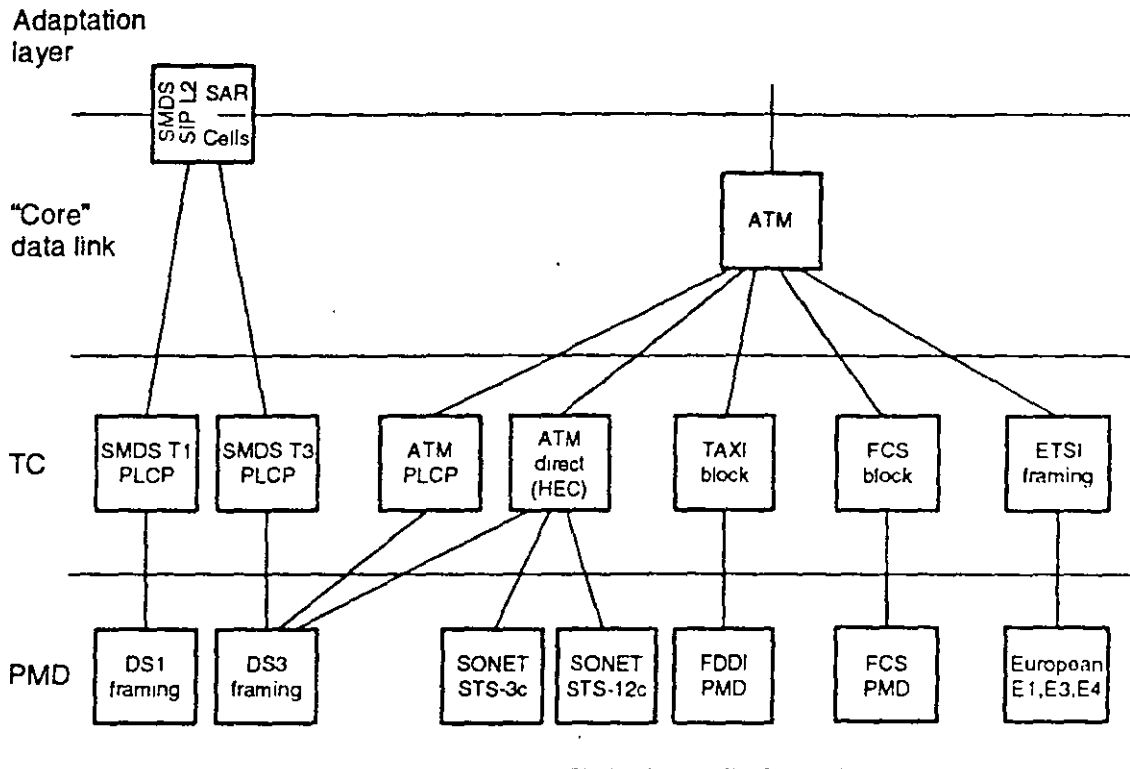 Adaptation
layer
SMDS
SIP L2
SAR
Cells
"Core"
data link
ATM
TC
SMDS T1
PLCP
SMDS T3
PLCP
ATM
PLCP
ATM
direct
(HEC)
TAXI
block
FCS
block
ETSI
framing
PMD
DS1
framing
DS3
framing
SONET
STS-3c
SONET
STS-12c
FDDI
PMD
FCS
PMD
European
E1,E3,E4